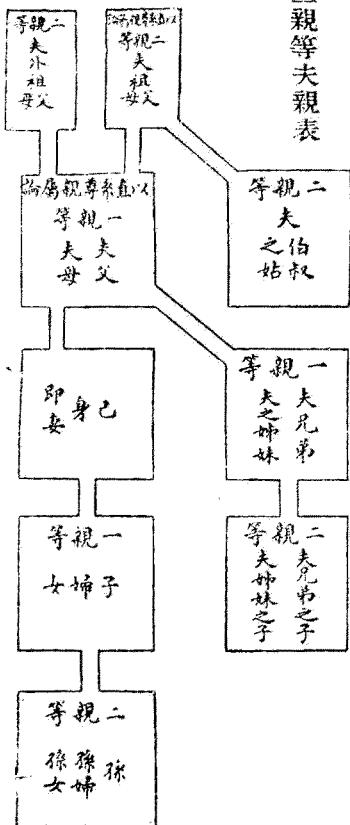 親等夫親表
以直系尊親屬論
二親等
夫祖父母
二親等
夫外祖父母
二親等
夫之伯叔姑
以直系尊親屬論
一親等
夫父
夫母
一親等
夫兄弟
夫之姊妹
己身
即妻
二親等
夫兄弟之子
夫姊妹之子
一親等
子婦女
二親等
孫
孫婦
孫女